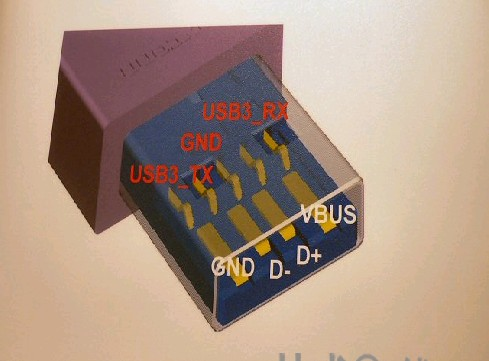 USB3_RX
GND
USB3_TX
VBUS
GND D- D+